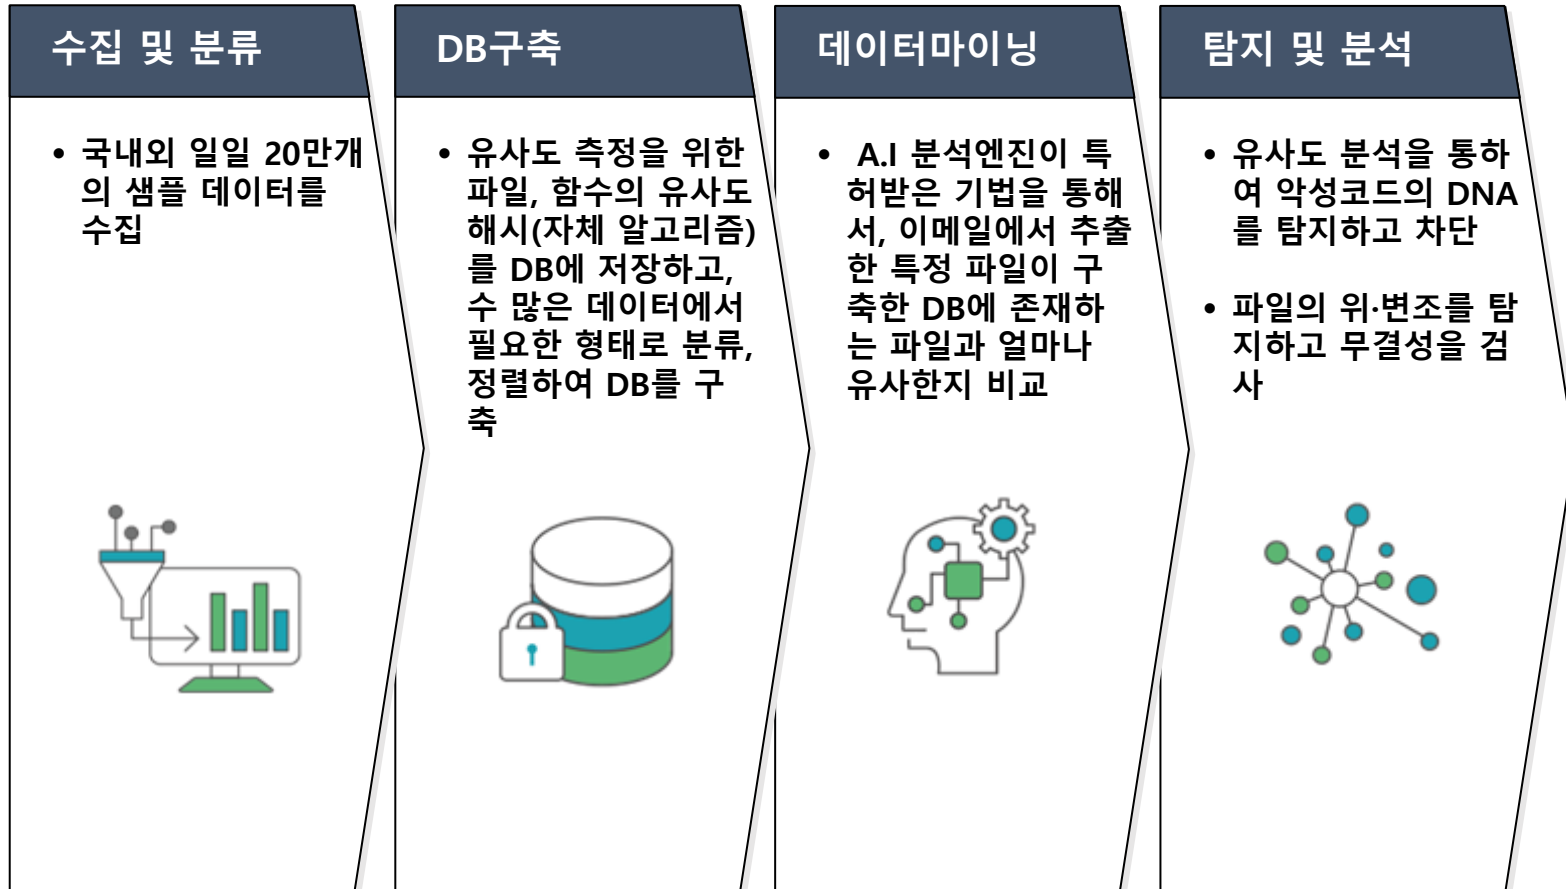 수집 및 분류
• 국내외 일일 20만개
의 샘플 데이터를
수집
DB구축
• 유사도 측정을 위한
파일, 함수의 유사도
해시(자체 알고리즘)
를 DB에 저장하고,
수 많은 데이터에서
필요한 형태로 분류,
정렬하여 DB를 구
축
데이터마이닝
• A.I 분석엔진이 특
허받은 기법을 통해
서, 이메일에서 추출
한 특정 파일이 구
축한 DB에 존재하
는 파일과 얼마나
유사한지 비교
탐지 및 분석
• 유사도 분석을 통하
여 악성코드의 DNA
를 탐지하고 차단
• 파일의 위·변조를 탐
지하고 무결성을 검
사